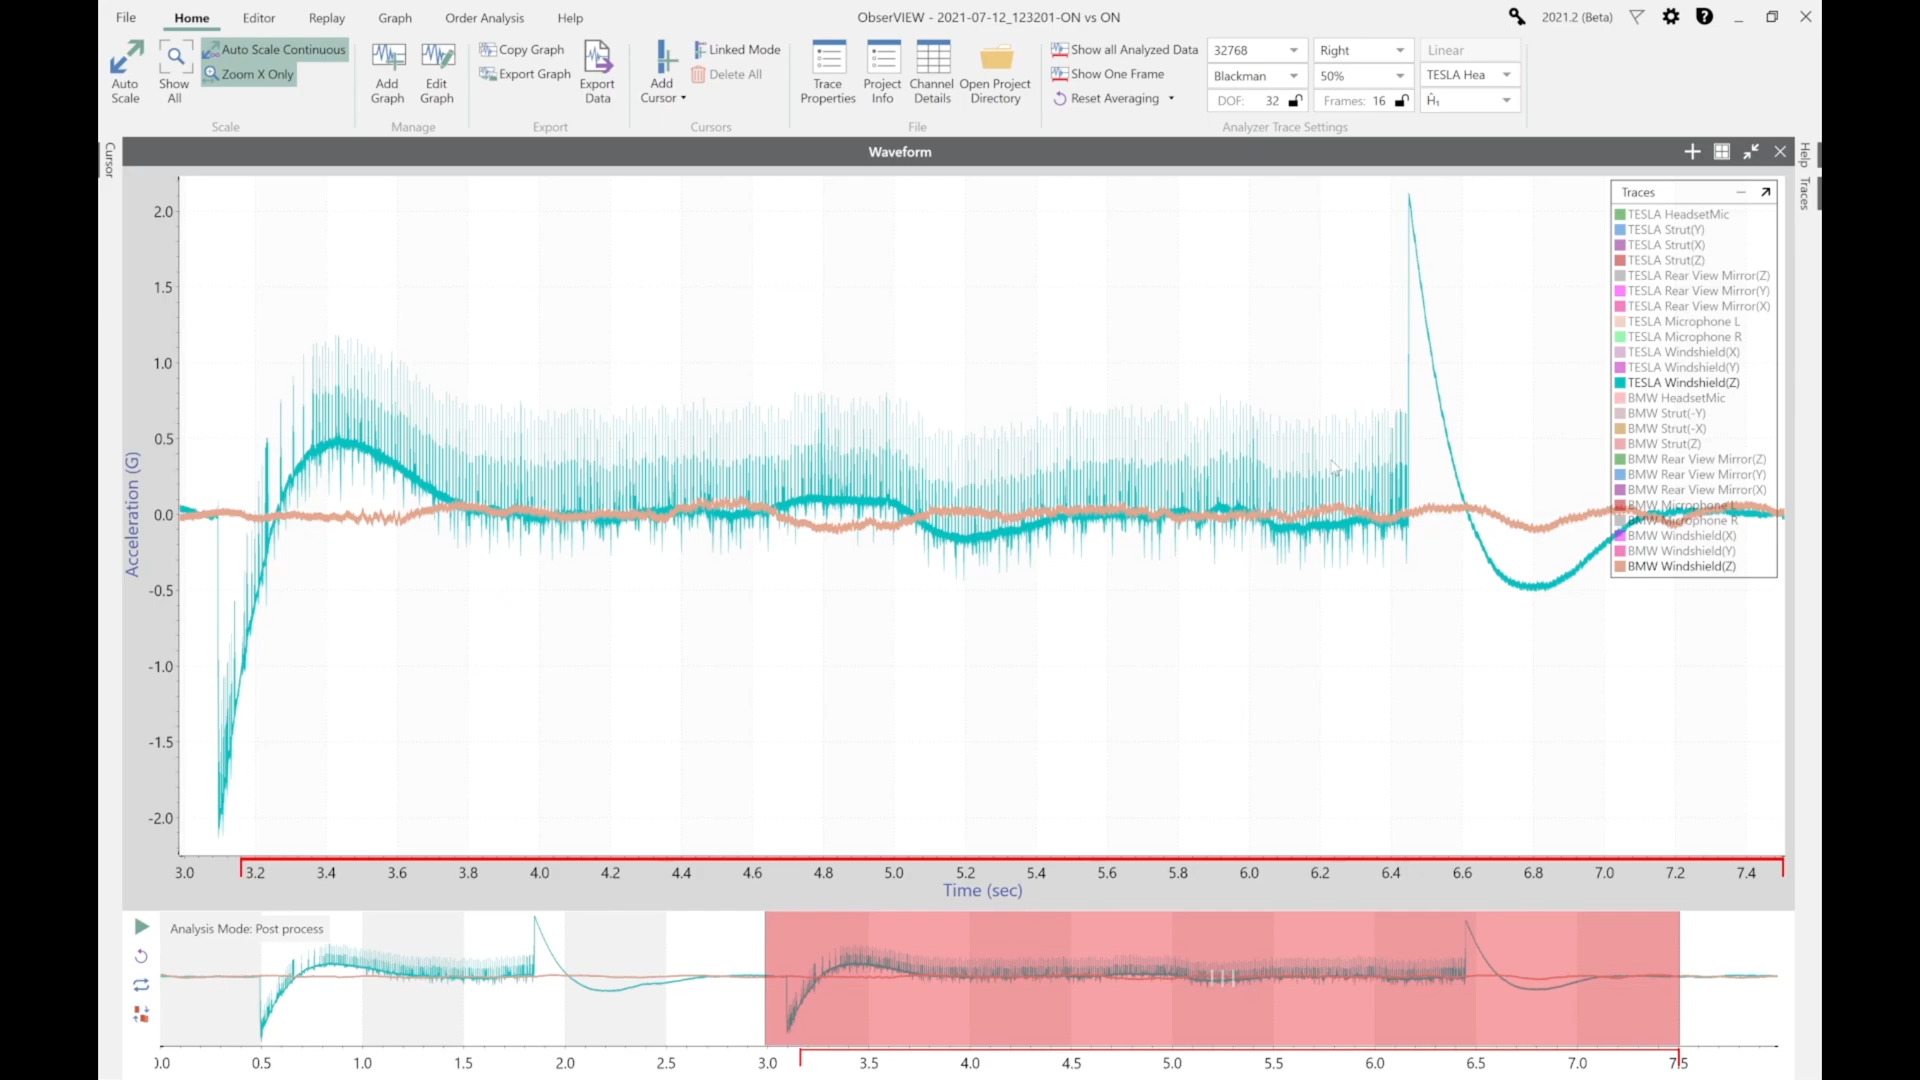 File Home Editor Replay Graph Order Analysis Help
ObserVIEW - 2021-07-12_123201-ON vs ON
2021.2 (Beta)
Auto Scale
Show All
Auto Scale Continuous
Zoom X Only
Scale
Add Graph
Edit Graph
Manage
Copy Graph
Export Graph
Export Data
Export
Add Cursor
Linked Mode
Delete All
Cursors
Trace Properties
Project Info
Channel Details
Open Project Directory
File
Show all Analyzed Data
Show One Frame
Reset Averaging
32768
Blackman
DOF: 32
Right
50%
Frames: 16
Linear
TESLA Hea
Ĥ₁
Analyzer Trace Settings
Cursor
Waveform
Help
Traces
Traces
TESLA HeadsetMic
TESLA Strut(Y)
TESLA Strut(X)
TESLA Strut(Z)
TESLA Rear View Mirror(Z)
TESLA Rear View Mirror(Y)
TESLA Rear View Mirror(X)
TESLA Microphone L
TESLA Microphone R
TESLA Windshield(X)
TESLA Windshield(Y)
TESLA Windshield(Z)
BMW HeadsetMic
BMW Strut(-Y)
BMW Strut(-X)
BMW Strut(Z)
BMW Rear View Mirror(Z)
BMW Rear View Mirror(Y)
BMW Rear View Mirror(X)
BMW Microphone L
BMW Microphone R
BMW Windshield(X)
BMW Windshield(Y)
BMW Windshield(Z)
Acceleration (G)
2.0
1.5
1.0
0.5
0.0
-0.5
-1.0
-1.5
-2.0
3.0 3.2 3.4 3.6 3.8 4.0 4.2 4.4 4.6 4.8 5.0 5.2 5.4 5.6 5.8 6.0 6.2 6.4 6.6 6.8 7.0 7.2 7.4
Time (sec)
Analysis Mode: Post process
0.0 0.5 1.0 1.5 2.0 2.5 3.0 3.5 4.0 4.5 5.0 5.5 6.0 6.5 7.0 7.5